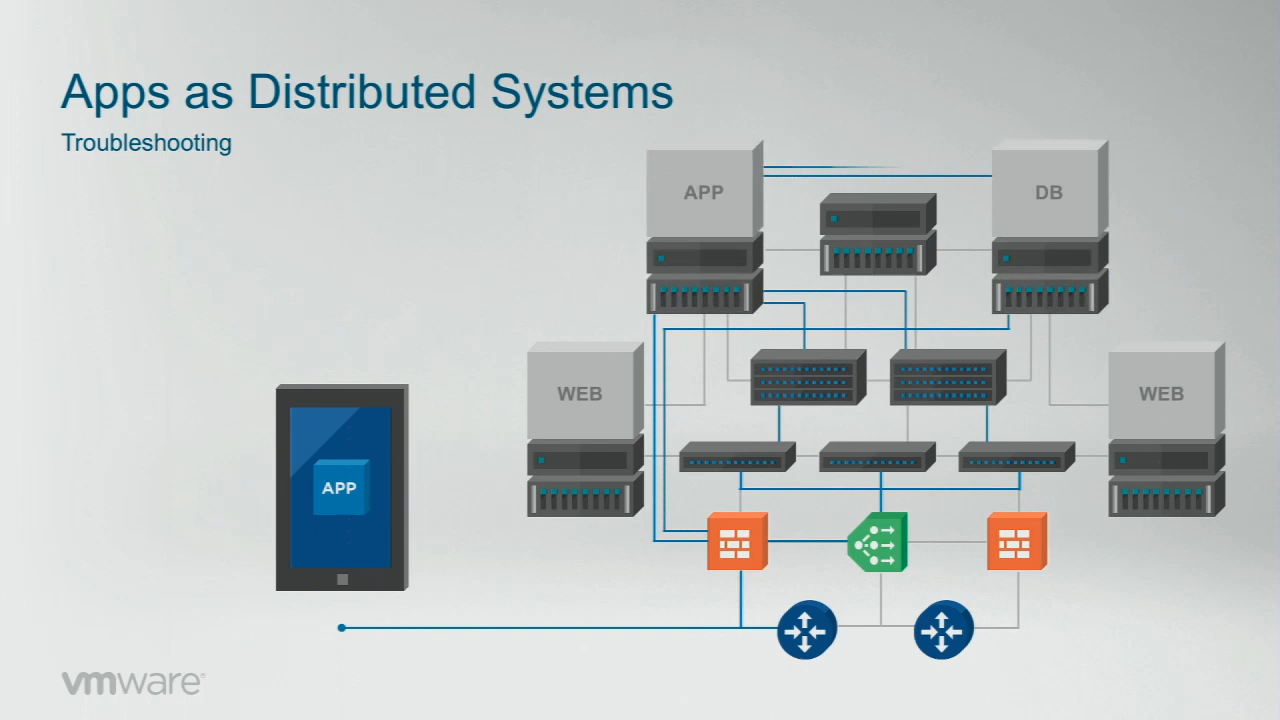 Apps as Distributed Systems
Troubleshooting
APP
DB
WEB
WEB
APP
vmware